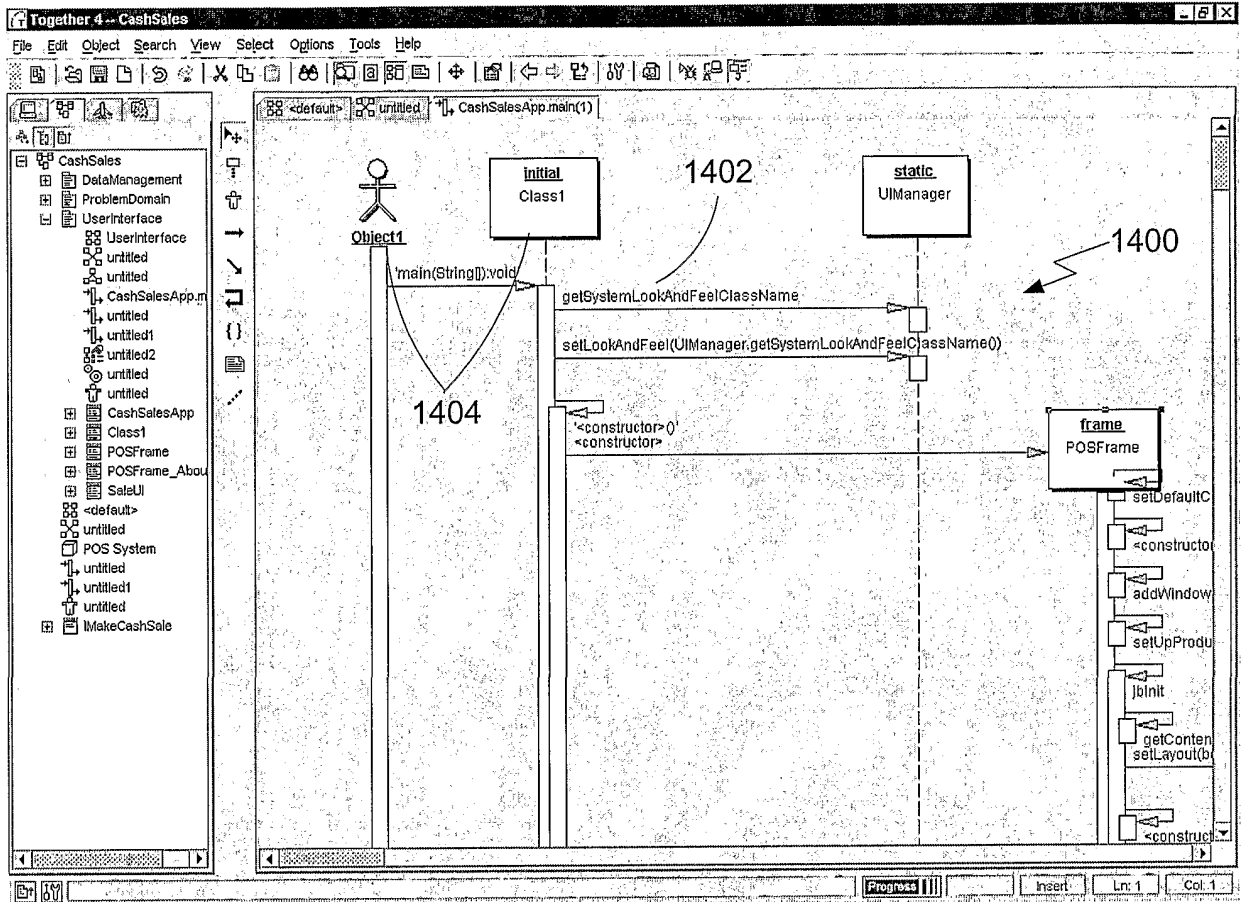 Together 4 -- CashSales
File Edit Object Search View Select Options Tools Help
<default> untitled CashSalesApp.main(1)
CashSales
DataManagement
ProblemDomain
UserInterface
UserInterface
untitled
untitled
CashSalesApp.m
untitled
untitled1
untitled2
untitled
untitled
CashSalesApp
Class1
POSFrame
POSFrame_Abou
SaleUI
<default>
untitled
POS System
untitled
untitled1
untitled
IMakeCashSale
Object1
initial
Class1
1402
static
UIManager
1400
'main(String[]):void
getSystemLookAndFeelClassName
setLookAndFeel(UIManager.getSystemLookAndFeelClassName())
1404
'<constructor>()'
<constructor>
frame
POSFrame
setDefaultC
<constructor
addWindow
setUpProdu
jbInit
getConten
setLayout(b
<construct
Progress Insert Ln: 1 Col: 1